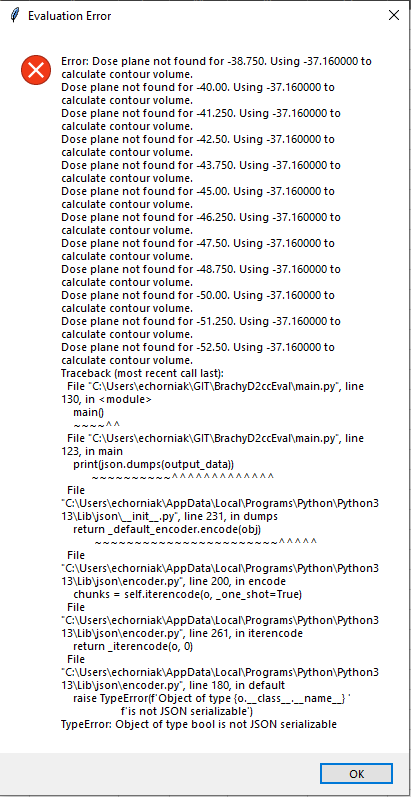 Evaluation Error
Error: Dose plane not found for -38.750. Using -37.160000 to
calculate contour volume.
Dose plane not found for -40.00. Using -37.160000 to
calculate contour volume.
Dose plane not found for -41.250. Using -37.160000 to
calculate contour volume.
Dose plane not found for -42.50. Using -37.160000 to
calculate contour volume.
Dose plane not found for -43.750. Using -37.160000 to
calculate contour volume.
Dose plane not found for -45.00. Using -37.160000 to
calculate contour volume.
Dose plane not found for -46.250. Using -37.160000 to
calculate contour volume.
Dose plane not found for -47.50. Using -37.160000 to
calculate contour volume.
Dose plane not found for -48.750. Using -37.160000 to
calculate contour volume.
Dose plane not found for -50.00. Using -37.160000 to
calculate contour volume.
Dose plane not found for -51.250. Using -37.160000 to
calculate contour volume.
Dose plane not found for -52.50. Using -37.160000 to
calculate contour volume.
Traceback (most recent call last):
  File "C:\Users\echorniak\GIT\BrachyD2ccEval\main.py", line
130, in <module>
    main()
    ~~~~^^
  File "C:\Users\echorniak\GIT\BrachyD2ccEval\main.py", line
123, in main
    print(json.dumps(output_data))
          ~~~~~~~~~~^^^^^^^^^^^^^
  File
"C:\Users\echorniak\AppData\Local\Programs\Python\Python3
13\Lib\json\__init__.py", line 231, in dumps
    return _default_encoder.encode(obj)
           ~~~~~~~~~~~~~~~~~~~~~~~^^^^^
  File
"C:\Users\echorniak\AppData\Local\Programs\Python\Python3
13\Lib\json\encoder.py", line 200, in encode
    chunks = self.iterencode(o, _one_shot=True)
  File
"C:\Users\echorniak\AppData\Local\Programs\Python\Python3
13\Lib\json\encoder.py", line 261, in iterencode
    return _iterencode(o, 0)
  File
"C:\Users\echorniak\AppData\Local\Programs\Python\Python3
13\Lib\json\encoder.py", line 180, in default
    raise TypeError(f'Object of type {o.__class__.__name__} '
                    f'is not JSON serializable')
TypeError: Object of type bool is not JSON serializable
OK